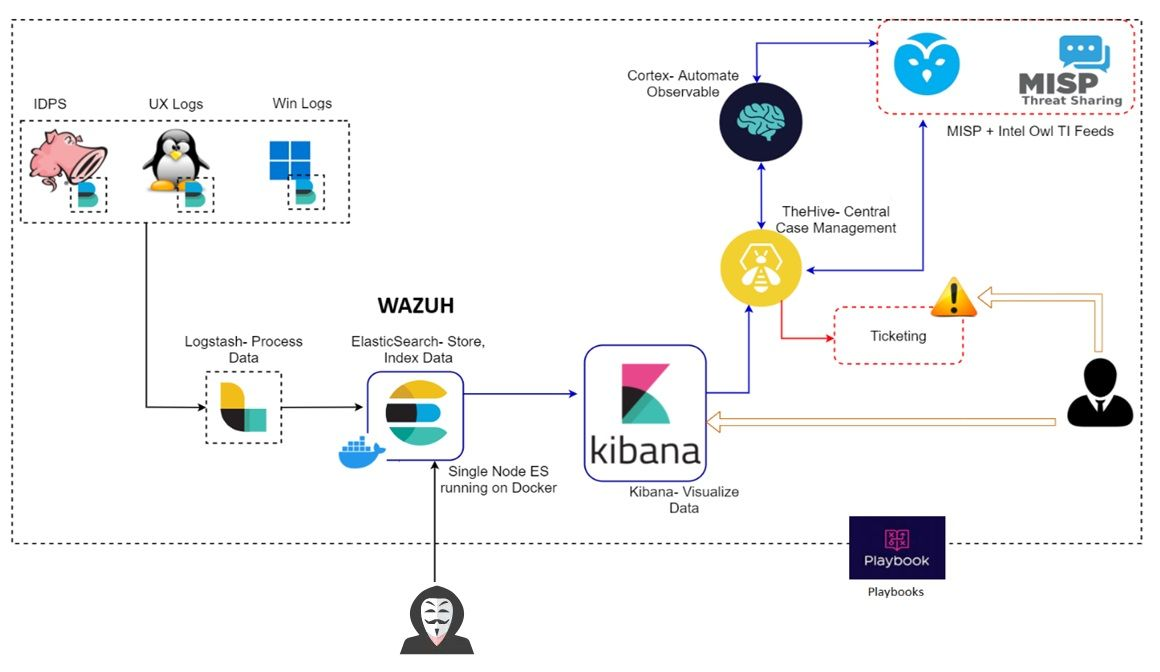 IDPS
UX Logs
Win Logs
Cortex- Automate
Observable
MISP
Threat Sharing
MISP + Intel Owl TI Feeds
TheHive- Central
Case Management
WAZUH
Logstash- Process
Data
ElasticSearch- Store,
Index Data
Ticketing
kibana
Single Node ES
running on Docker
Kibana- Visualize
Data
Playbook
Playbooks